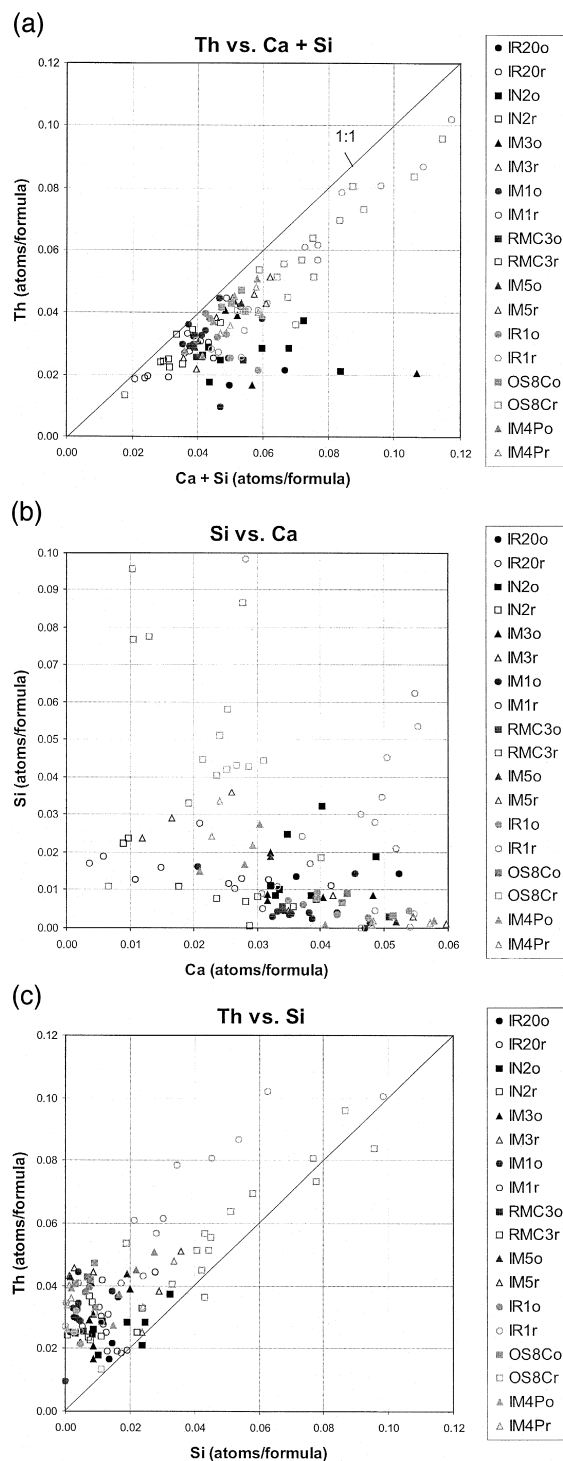 (a)
Th vs. Ca + Si
Th (atoms/formula)
0.12
0.10
0.08
0.06
0.04
0.02
0.00
1:1
0.00 0.02 0.04 0.06 0.08 0.10 0.12
Ca + Si (atoms/formula)
IR20o
IR20r
IN2o
IN2r
IM3o
IM3r
IM1o
IM1r
RMC3o
RMC3r
IM5o
IM5r
IR1o
IR1r
OS8Co
OS8Cr
IM4Po
IM4Pr
(b)
Si vs. Ca
Si (atoms/formula)
0.10
0.09
0.08
0.07
0.06
0.05
0.04
0.03
0.02
0.01
0.00
0.00 0.01 0.02 0.03 0.04 0.05 0.06
Ca (atoms/formula)
IR20o
IR20r
IN2o
IN2r
IM3o
IM3r
IM1o
IM1r
RMC3o
RMC3r
IM5o
IM5r
IR1o
IR1r
OS8Co
OS8Cr
IM4Po
IM4Pr
(c)
Th vs. Si
Th (atoms/formula)
0.12
0.10
0.08
0.06
0.04
0.02
0.00
0.00 0.02 0.04 0.06 0.08 0.10 0.12
Si (atoms/formula)
IR20o
IR20r
IN2o
IN2r
IM3o
IM3r
IM1o
IM1r
RMC3o
RMC3r
IM5o
IM5r
IR1o
IR1r
OS8Co
OS8Cr
IM4Po
IM4Pr